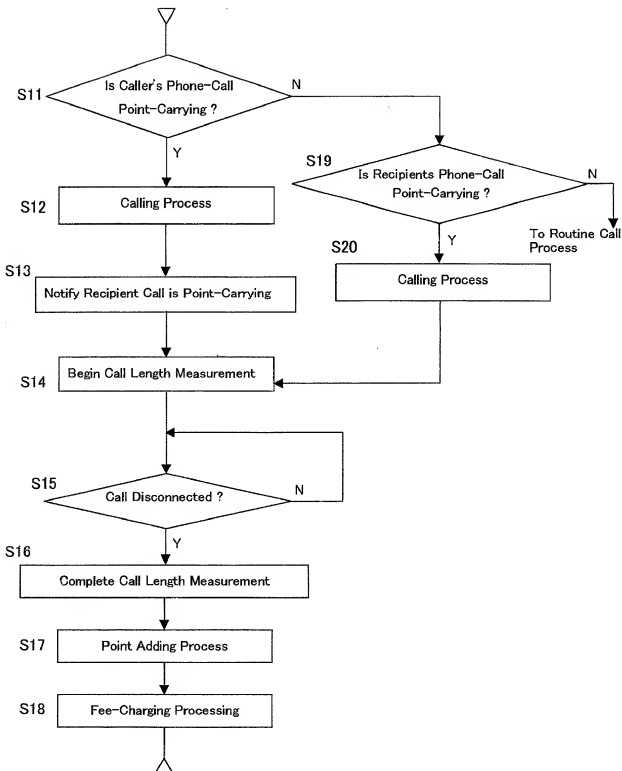 S11
Is Caller's Phone-Call
Point-Carrying ?
N
Y
S19
Is Recipients Phone-Call
Point-Carrying ?
N
To Routine Call
Process
Y
S12
Calling Process
S20
Calling Process
S13
Notify Recipient Call is Point-Carrying
S14
Begin Call Length Measurement
S15
Call Disconnected ?
N
Y
S16
Complete Call Length Measurement
S17
Point Adding Process
S18
Fee-Charging Processing